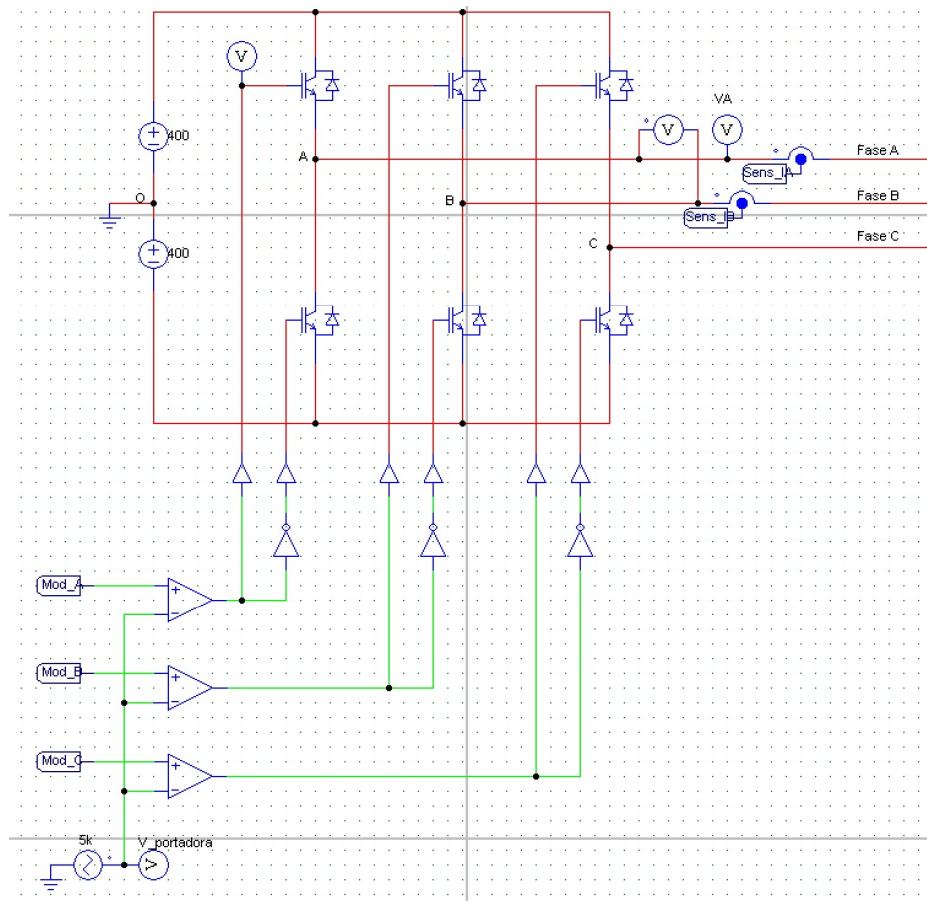 V
VA
400
V
V
A
Fase A
Sens_IA
O
B
Fase B
Sens_IB
C
Fase C
400
Mod_A
+
−
Mod_B
+
−
Mod_C
+
−
5k
V_portadora
V